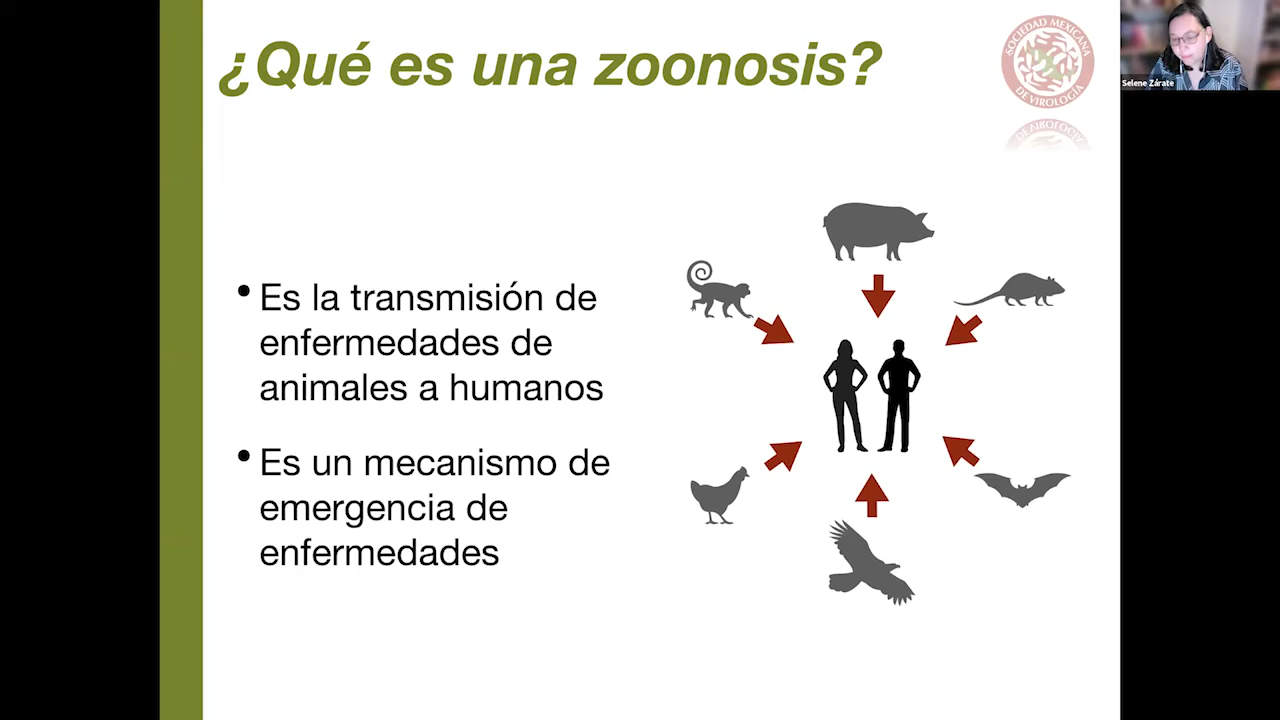 ¿Qué es una zoonosis?
SOCIEDAD MEXICANA
DE VIROLOGÍA
Selene Zárate
• Es la transmisión de
enfermedades de
animales a humanos
• Es un mecanismo de
emergencia de
enfermedades